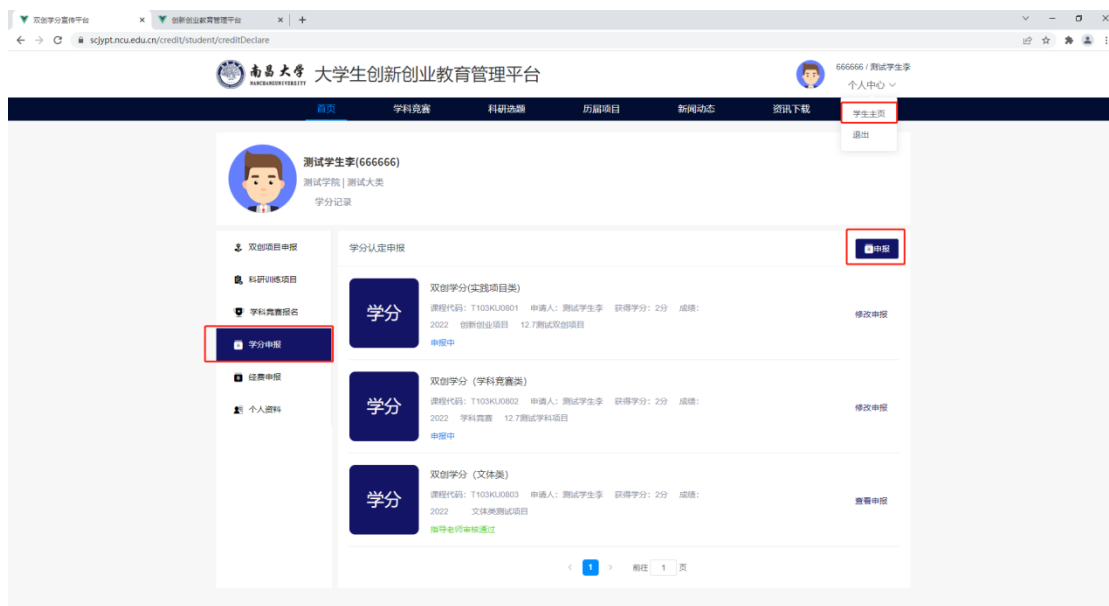 双创学分宣传平台
创新创业教育管理平台
scjypt.ncu.edu.cn/credit/student/creditDeclare
南昌大学
NANCHANG UNIVERSITY
大学生创新创业教育管理平台
666666 / 测试学生李
个人中心
首页 学科竞赛 科研选题 历届项目 新闻动态 资讯下载
学生主页
退出
测试学生李(666666)
测试学院 | 测试大类
学分记录
双创项目申报
科研训练项目
学科竞赛报名
学分申报
经费申报
个人资料
学分认定申报
申报
学分
双创学分(实践项目类)
课程代码: T103KU0801 申请人: 测试学生李 获得学分: 2分 成绩:
2022 创新创业项目 12.7测试双创项目
申报中
修改申报
学分
双创学分 (学科竞赛类)
课程代码: T103KU0802 申请人: 测试学生李 获得学分: 2分 成绩:
2022 学科竞赛 12.7测试学科项目
申报中
修改申报
学分
双创学分 (文体类)
课程代码: T103KU0803 申请人: 测试学生李 获得学分: 2分 成绩:
2022 文体类测试项目
指导老师审核通过
查看申报
1 前往 1 页